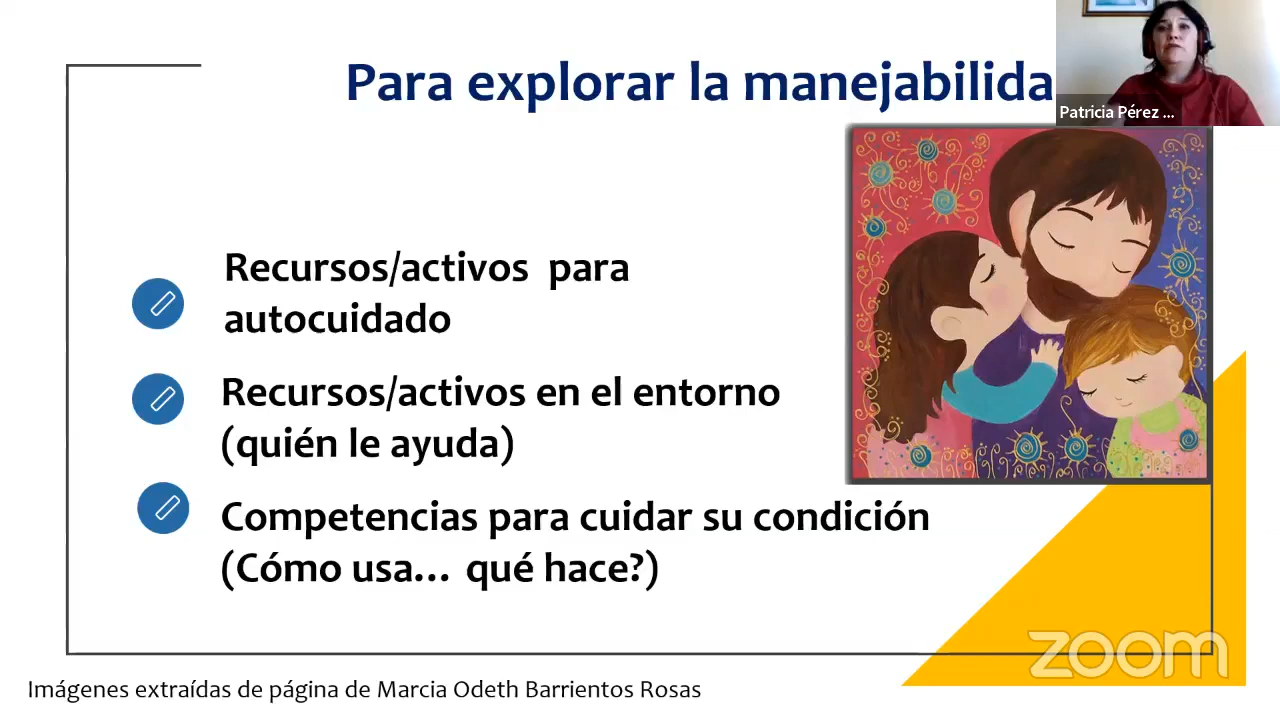 Para explorar la manejabilida
Patricia Pérez ...
Recursos/activos para
autocuidado
Recursos/activos en el entorno
(quién le ayuda)
Competencias para cuidar su condición
(Cómo usa... qué hace?)
zoom
Imágenes extraídas de página de Marcia Odeth Barrientos Rosas